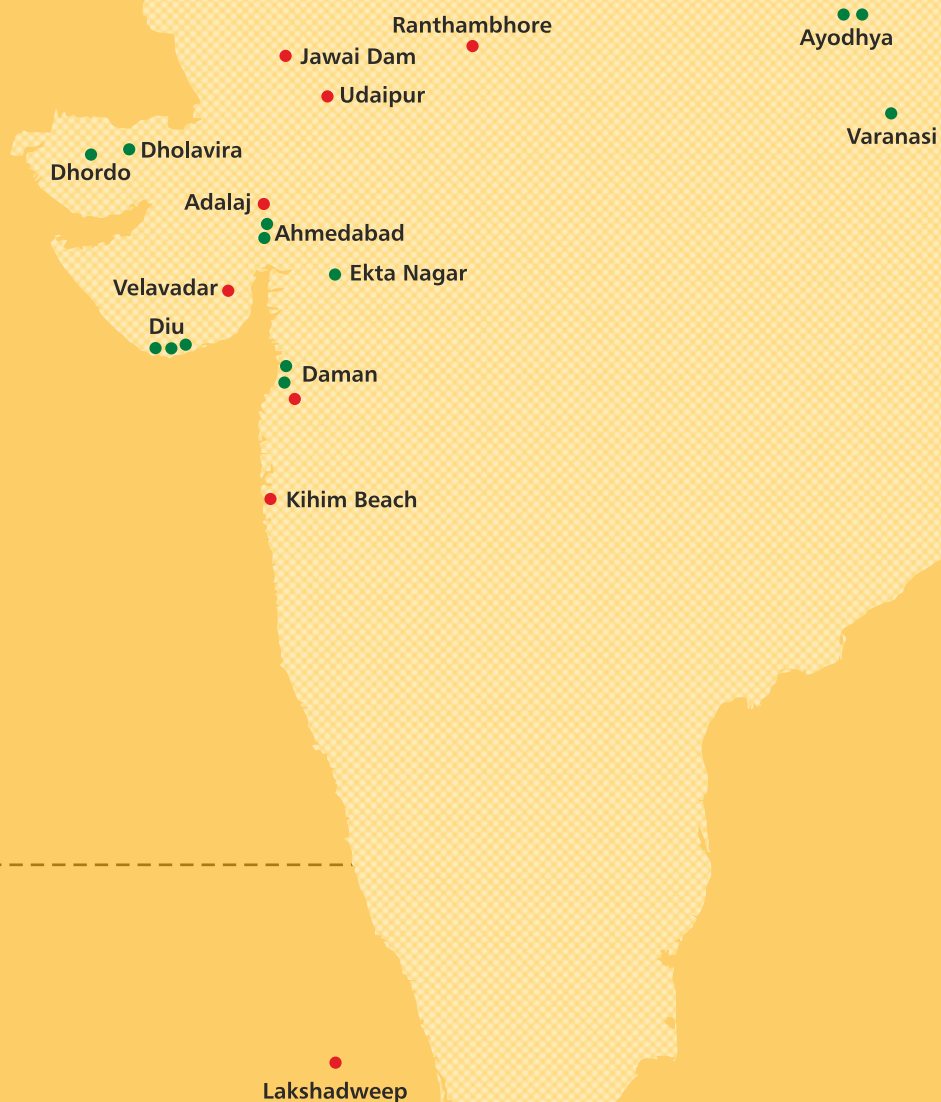 Ranthambhore
Ayodhya
Jawai Dam
Udaipur
Varanasi
Dholavira
Dhordo
Adalaj
Ahmedabad
Ekta Nagar
Velavadar
Diu
Daman
Kihim Beach
Lakshadweep